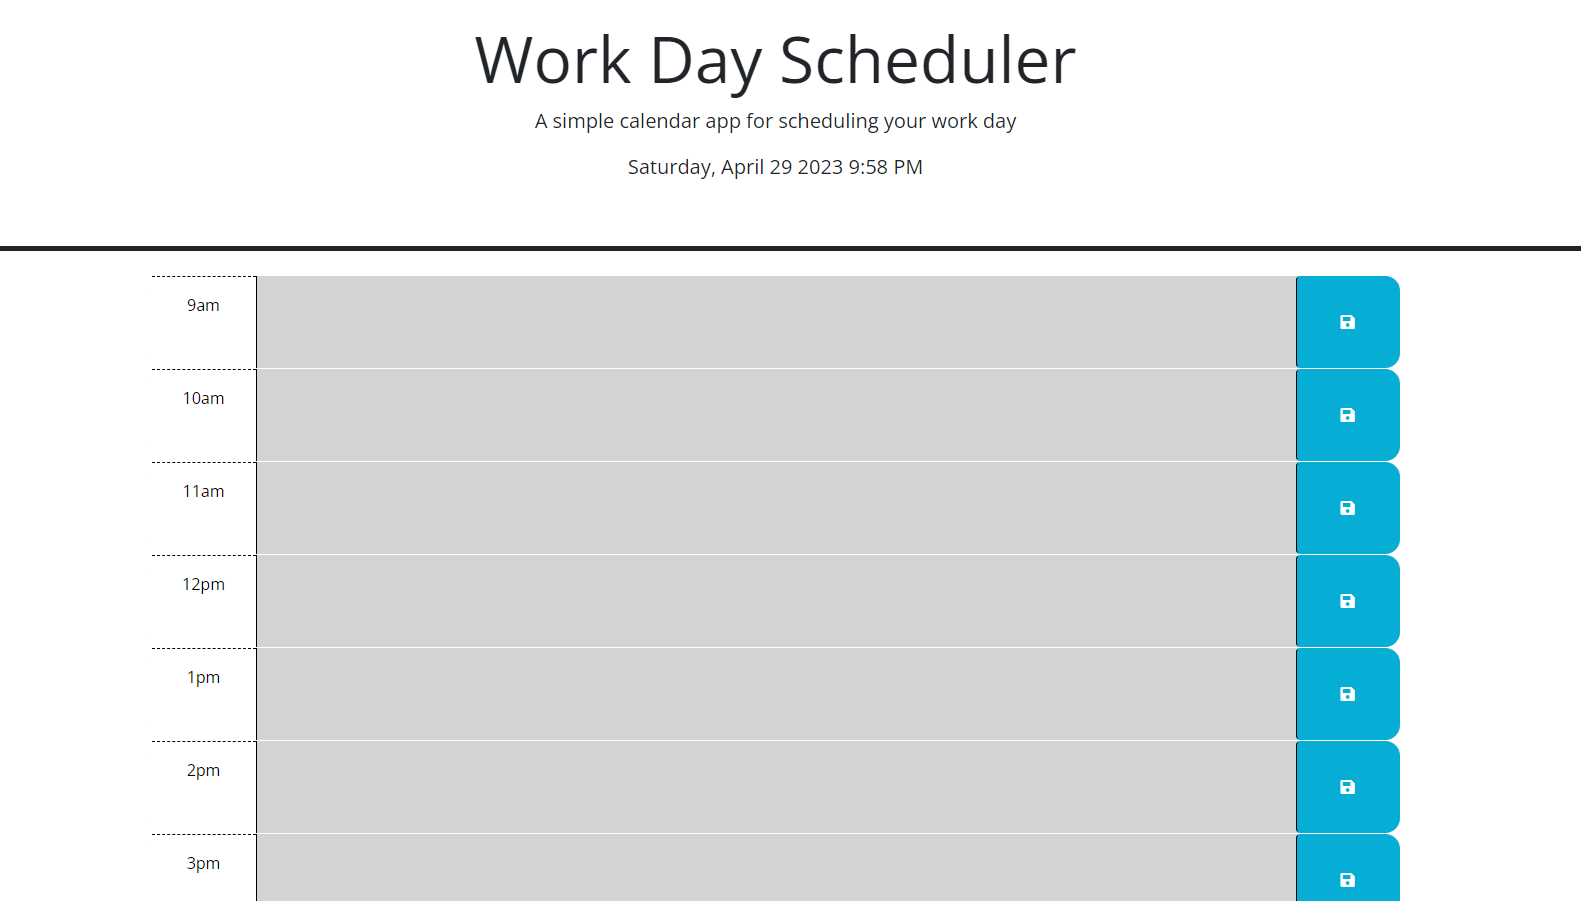 Work Day Scheduler
A simple calendar app for scheduling your work day
Saturday, April 29 2023 9:58 PM
9am
10am
11am
12pm
1pm
2pm
3pm